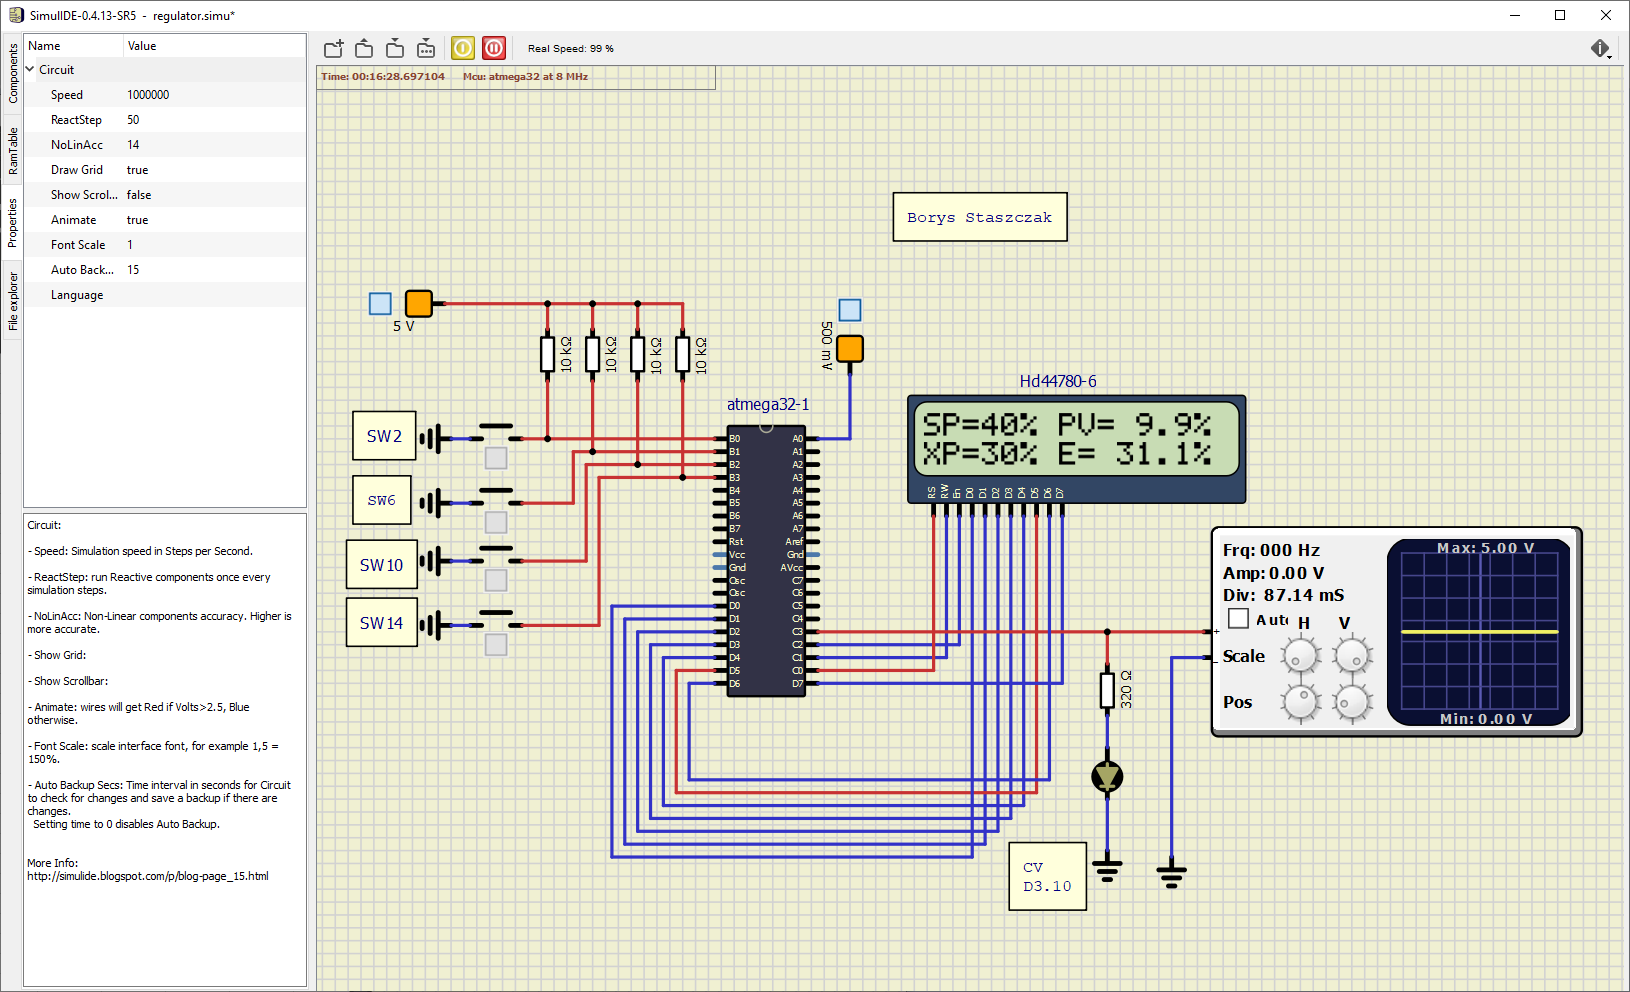 SimulIDE-0.4.13-SR5 - regulator.simu*
Components
RamTable
Properties
File explorer
Name Value
Circuit
Speed 1000000
ReactStep 50
NoLinAcc 14
Draw Grid true
Show Scrol... false
Animate true
Font Scale 1
Auto Back... 15
Language
Circuit:
- Speed: Simulation speed in Steps per Second.
- ReactStep: run Reactive components once every
simulation steps.
- NoLinAcc: Non-Linear components accuracy. Higher is
more accurate.
- Show Grid:
- Show Scrollbar:
- Animate: wires will get Red if Volts>2.5, Blue
otherwise.
- Font Scale: scale interface font, for example 1,5 =
150%.
- Auto Backup Secs: Time interval in seconds for Circuit
to check for changes and save a backup if there are
changes.
Setting time to 0 disables Auto Backup.
More Info:
http://simulide.blogspot.com/p/blog-page_15.html
Real Speed: 99 %
Time: 00:16:28.697104 Mcu: atmega32 at 8 MHz
Borys Staszczak
5 V
10 kΩ
10 kΩ
10 kΩ
10 kΩ
500 mV
SW2
SW6
SW10
SW14
atmega32-1
B0 A0
B1 A1
B2 A2
B3 A3
B4 A4
B5 A5
B6 A6
B7 A7
Rst Aref
Vcc Gnd
Gnd AVcc
Osc C7
Osc C6
D0 C5
D1 C4
D2 C3
D3 C2
D4 C1
D5 C0
D6 D7
Hd44780-6
SP=40% PV= 9.9%
XP=30% E= 31.1%
RS RW En D0 D1 D2 D3 D4 D5 D6 D7
320 Ω
CV
D3.10
Frq: 000 Hz
Amp: 0.00 V
Div: 87.14 mS
Auto H V
+
-
Scale
Pos
Max: 5.00 V
Min: 0.00 V